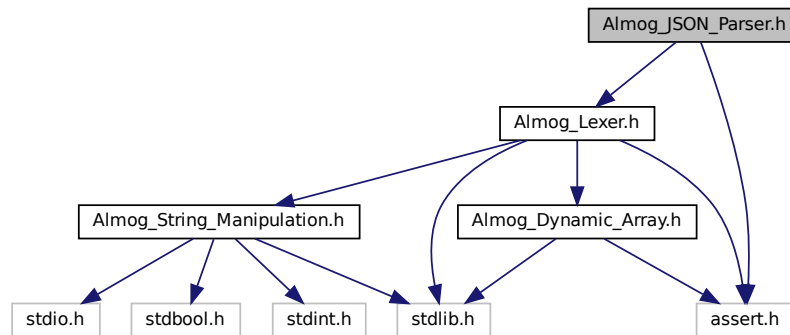 Almog_JSON_Parser.h
Almog_Lexer.h
Almog_String_Manipulation.h
Almog_Dynamic_Array.h
stdio.h
stdbool.h
stdint.h
stdlib.h
assert.h